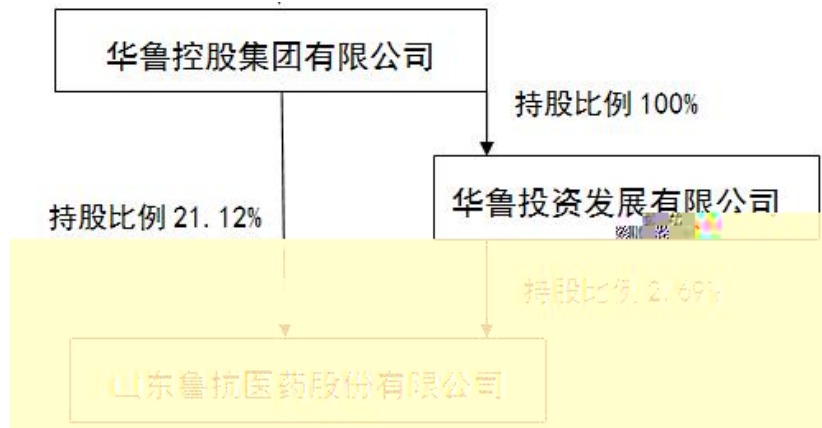 华鲁控股集团有限公司
持股比例 100%
华鲁投资发展有限公司
持股比例 21.12%
持股比例 2.69%
山东鲁抗医药股份有限公司